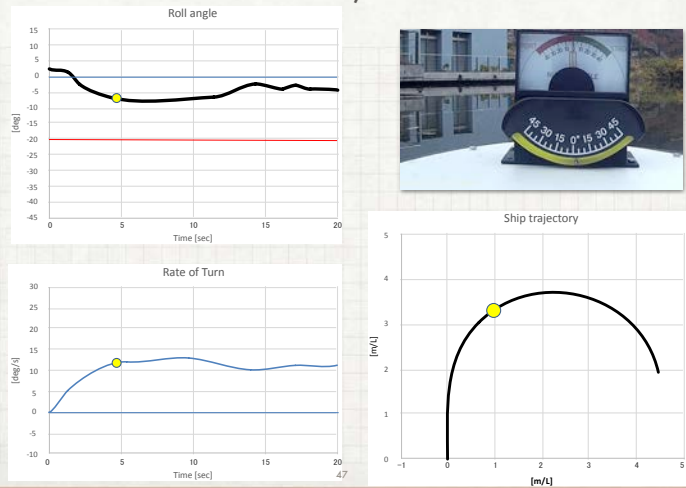 Roll angle
15
10
5
0
-5
-10
-15
-20
-25
-30
-35
-40
-45
[deg]
0 5 10 15 20
Time [sec]
45 30 15 0° 15 30 45
Rate of Turn
30
25
20
15
10
5
0
-5
-10
[deg/s]
0 5 10 15 20
Time [sec]
47
Ship trajectory
5
4
3
2
1
0
[m/L]
-1 0 1 2 3 4 5
[m/L]